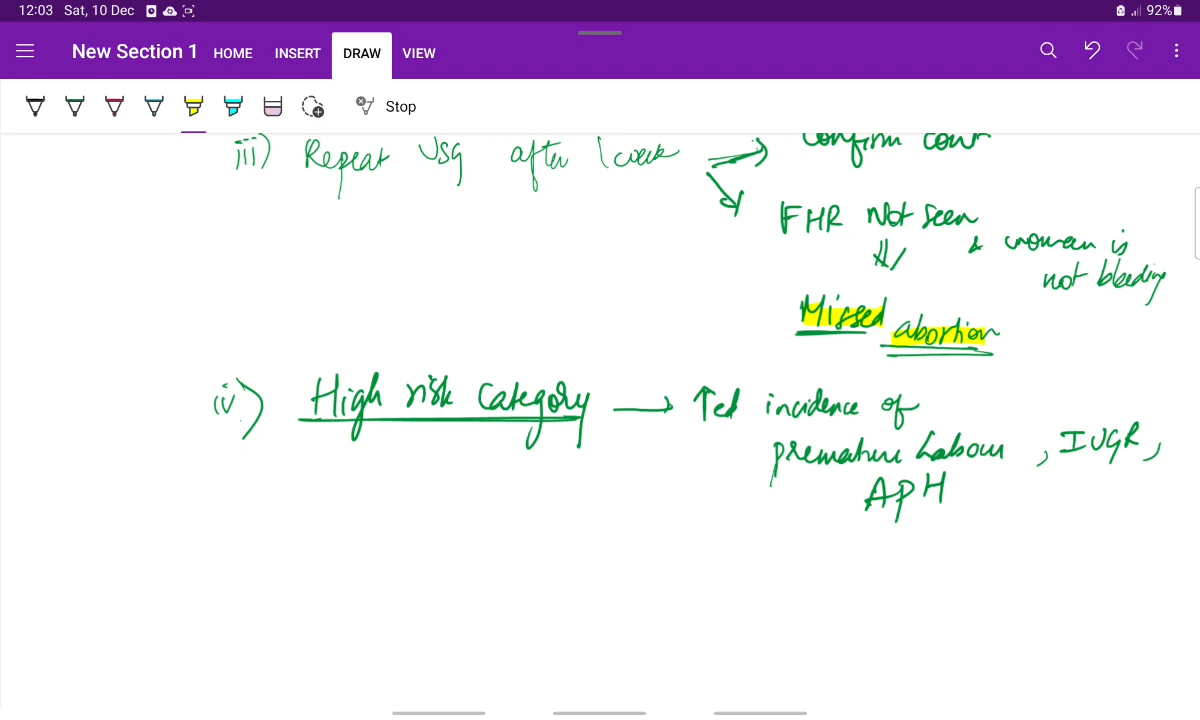 12:03 Sat, 10 Dec 92%
New Section 1 HOME INSERT DRAW VIEW
Stop
iii) Repeat USG after 1 week → Confirm
FHR Not Seen
& woman is
not bleeding
Missed abortion
iv) High risk Category → ↑ed incidence of
premature Labour , IUGR,
APH